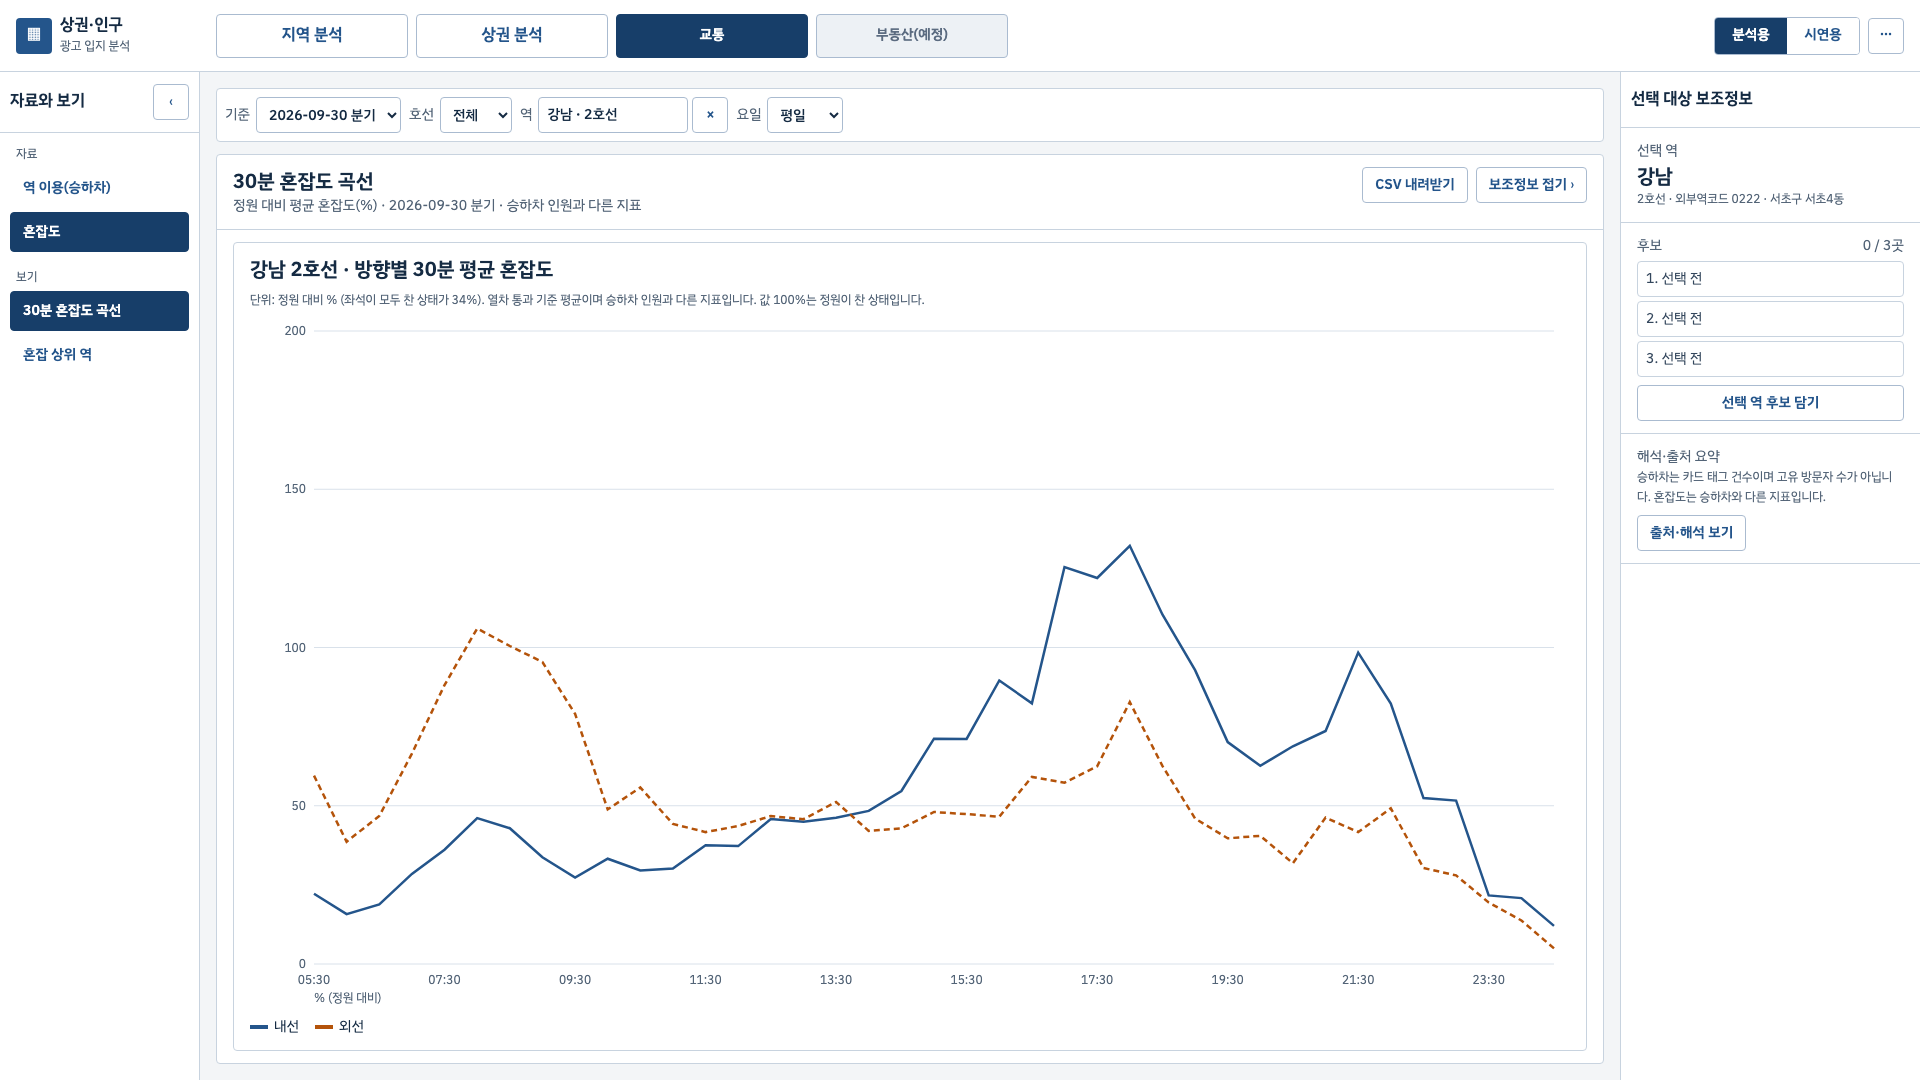 상권·인구
광고 입지 분석
지역 분석
상권 분석
교통
부동산(예정)
분석용
시연용
···
자료와 보기
‹
자료
역 이용(승하차)
혼잡도
보기
30분 혼잡도 곡선
혼잡 상위 역
기준 2026-09-30 분기 호선 전체 역 강남 · 2호선 × 요일 평일
30분 혼잡도 곡선
정원 대비 평균 혼잡도(%) · 2026-09-30 분기 · 승하차 인원과 다른 지표
CSV 내려받기
보조정보 접기 ›
강남 2호선 · 방향별 30분 평균 혼잡도
단위: 정원 대비 % (좌석이 모두 찬 상태가 34%). 열차 통과 기준 평균이며 승하차 인원과 다른 지표입니다. 값 100%는 정원이 찬 상태입니다.
200
150
100
50
0
05:30 07:30 09:30 11:30 13:30 15:30 17:30 19:30 21:30 23:30
% (정원 대비)
내선 외선
선택 대상 보조정보
선택 역
강남
2호선 · 외부역코드 0222 · 서초구 서초4동
후보 0 / 3곳
1. 선택 전
2. 선택 전
3. 선택 전
선택 역 후보 담기
해석·출처 요약
승하차는 카드 태그 건수이며 고유 방문자 수가 아닙니
다. 혼잡도는 승하차와 다른 지표입니다.
출처·해석 보기